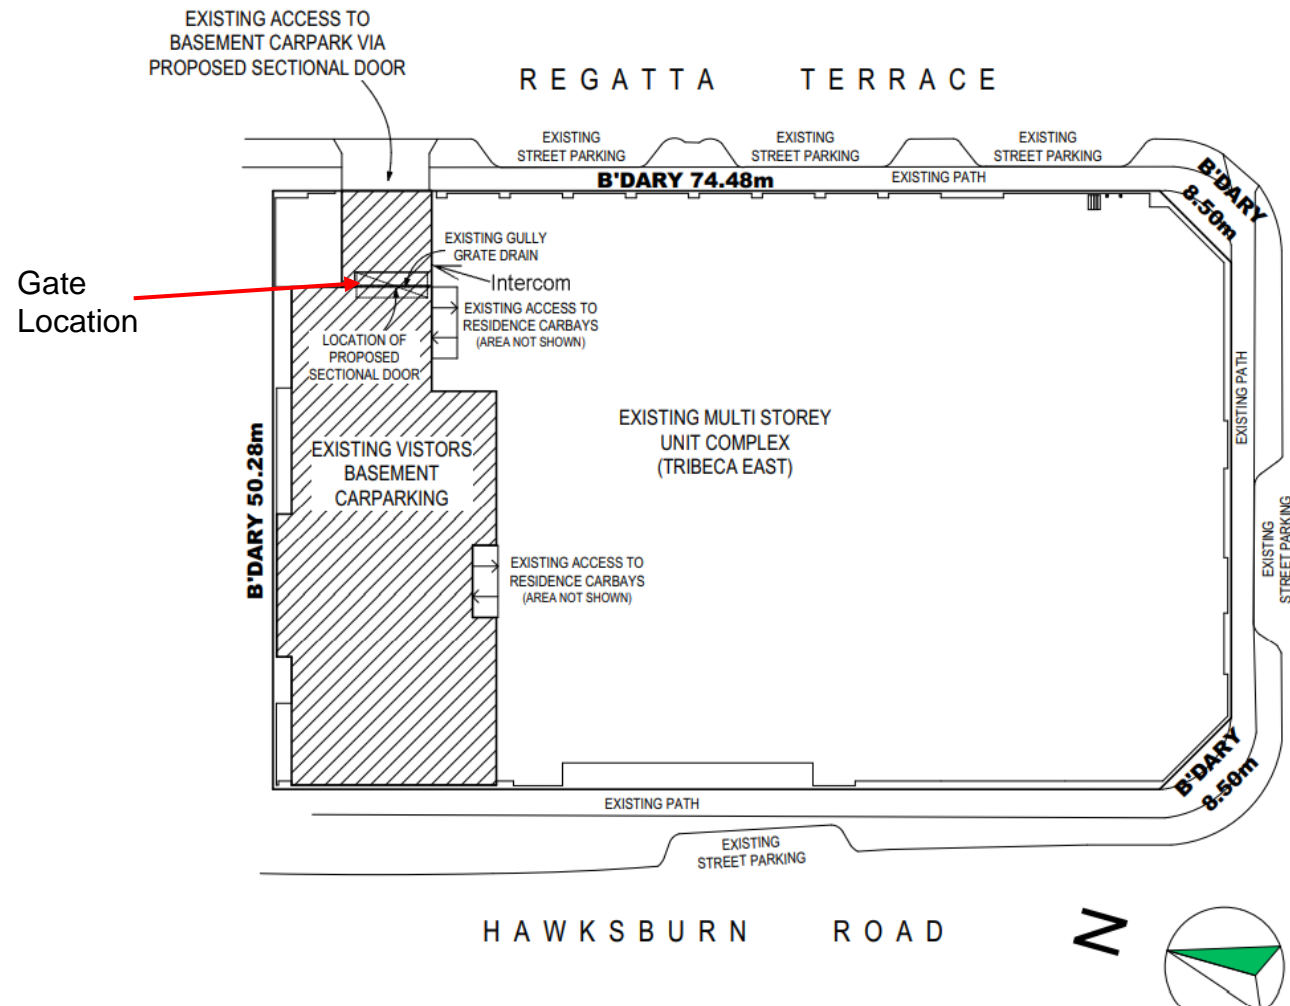 EXISTING ACCESS TO
BASEMENT CARPARK VIA
PROPOSED SECTIONAL DOOR
REGATTA TERRACE
EXISTING
STREET PARKING
EXISTING
STREET PARKING
EXISTING
STREET PARKING
B'DARY 74.48m
EXISTING PATH
B'DARY
8.50m
EXISTING GULLY
GRATE DRAIN
Gate
Location
Intercom
EXISTING ACCESS TO
RESIDENCE CARBAYS
(AREA NOT SHOWN)
LOCATION OF
PROPOSED
SECTIONAL DOOR
EXISTING MULTI STOREY
UNIT COMPLEX
(TRIBECA EAST)
EXISTING PATH
B'DARY 50.28m
EXISTING VISTORS
BASEMENT
CARPARKING
EXISTING
STREET PARKING
EXISTING ACCESS TO
RESIDENCE CARBAYS
(AREA NOT SHOWN)
B'DARY
8.50m
EXISTING PATH
EXISTING
STREET PARKING
HAWKSBURN ROAD
N